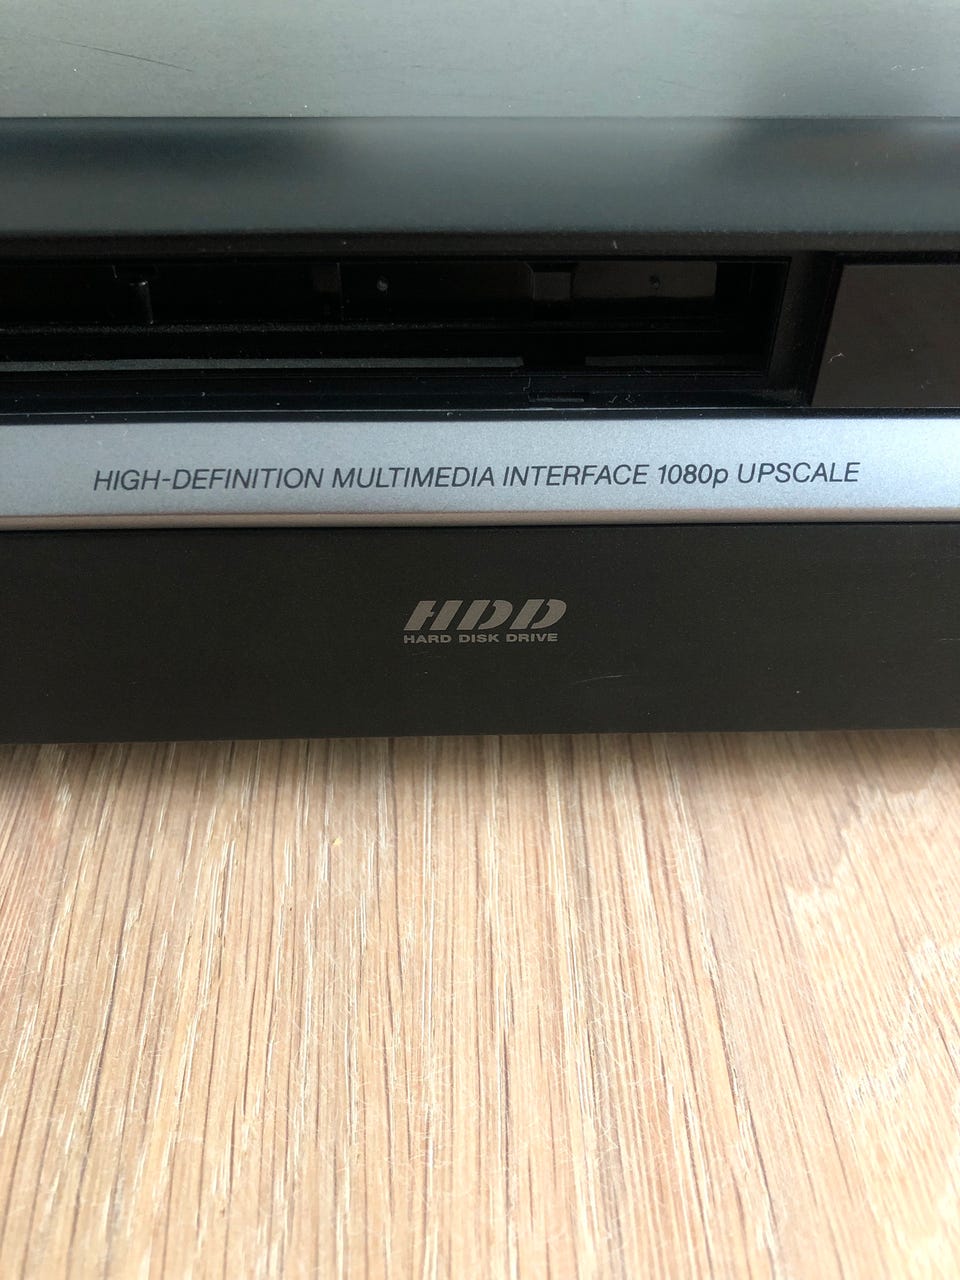 HIGH-DEFINITION MULTIMEDIA INTERFACE 1080p UPSCALE
HDD
HARD DISK DRIVE